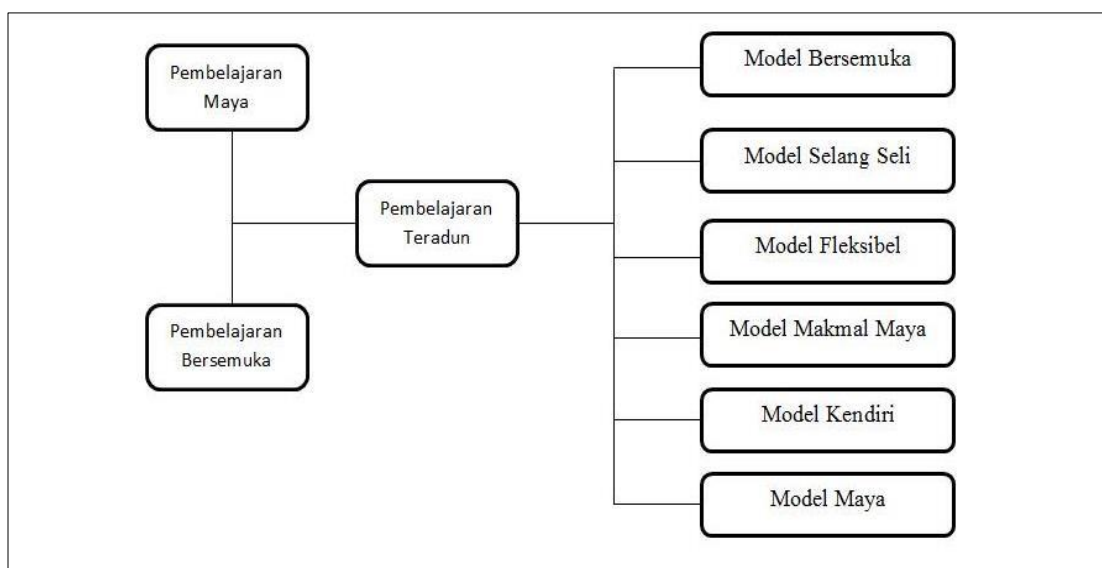 Pembelajaran
Maya
Pembelajaran
Bersemuka
Pembelajaran
Teradun
Model Bersemuka
Model Selang Seli
Model Fleksibel
Model Makmal Maya
Model Kendiri
Model Maya